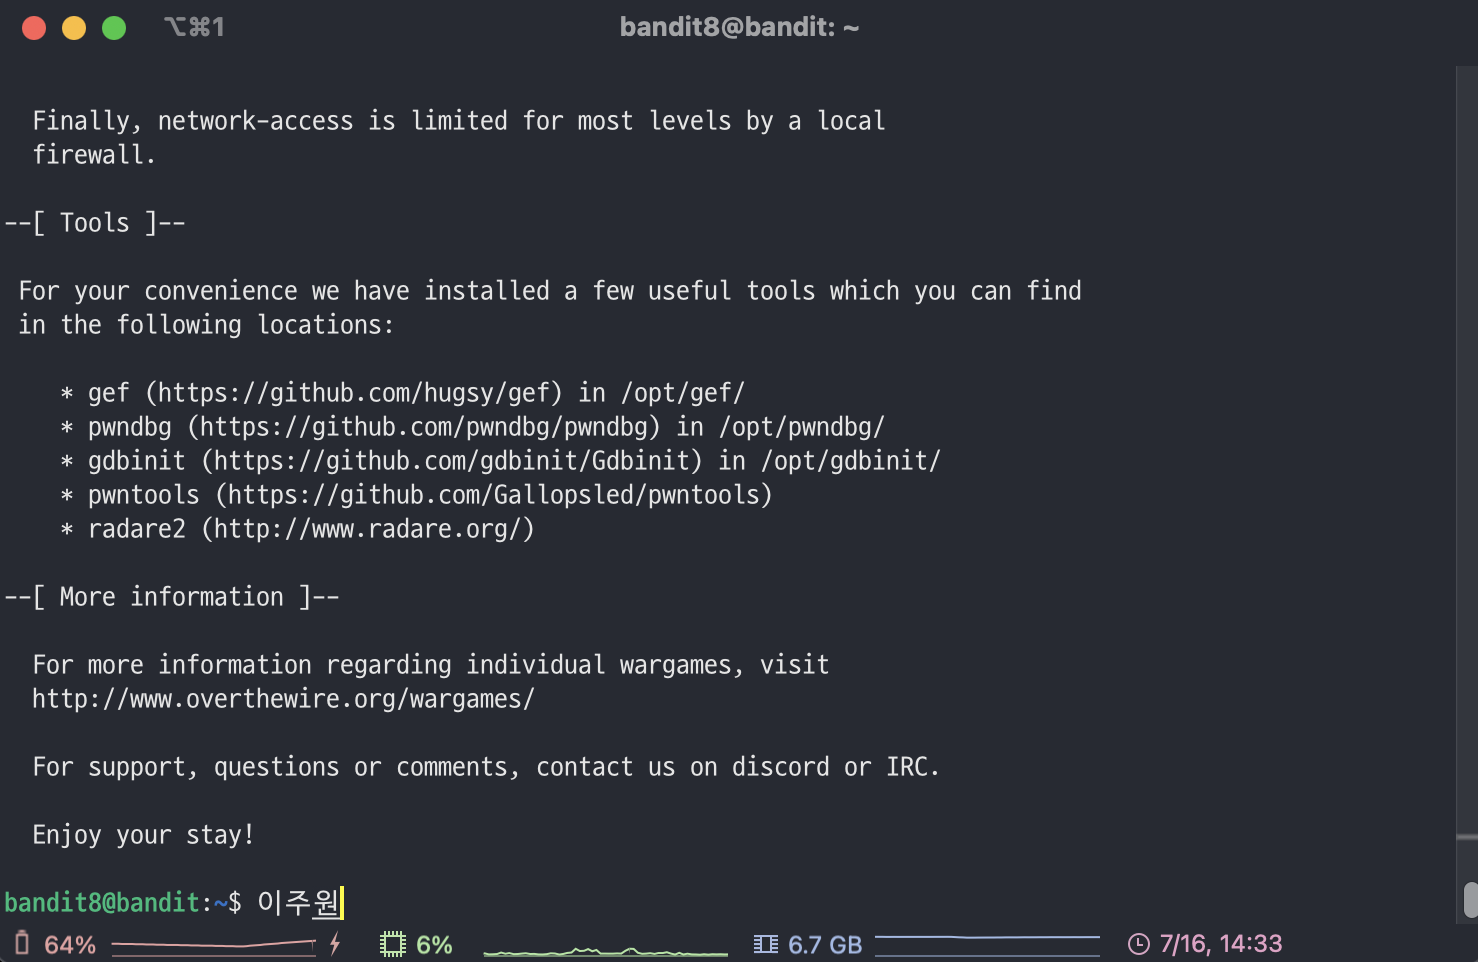 ⌥⌘1
bandit8@bandit: ~
Finally, network-access is limited for most levels by a local
firewall.
--[ Tools ]--
For your convenience we have installed a few useful tools which you can find
in the following locations:
* gef (https://github.com/hugsy/gef) in /opt/gef/
* pwndbg (https://github.com/pwndbg/pwndbg) in /opt/pwndbg/
* gdbinit (https://github.com/gdbinit/Gdbinit) in /opt/gdbinit/
* pwntools (https://github.com/Gallopsled/pwntools)
* radare2 (http://www.radare.org/)
--[ More information ]--
For more information regarding individual wargames, visit
http://www.overthewire.org/wargames/
For support, questions or comments, contact us on discord or IRC.
Enjoy your stay!
bandit8@bandit:~$ 이주원
64% 6% 6.7 GB 7/16, 14:33